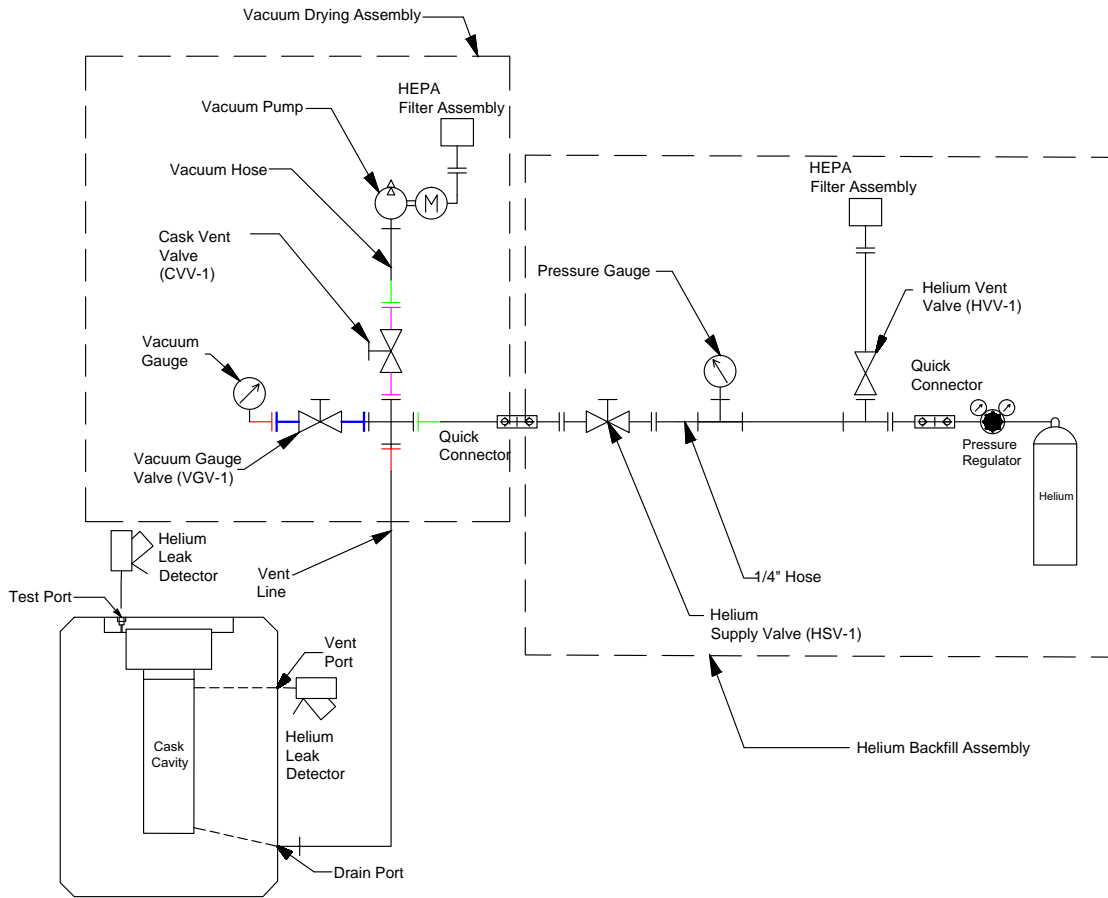 Vacuum Drying Assembly
HEPA
Filter Assembly
Vacuum Pump
Vacuum Hose
M
Cask Vent
Valve
(CVV-1)
Vacuum
Gauge
Vacuum Gauge
Valve (VGV-1)
Quick
Connector
HEPA
Filter Assembly
Pressure Gauge
Helium Vent
Valve (HVV-1)
Quick
Connector
Pressure
Regulator
Helium
1/4" Hose
Helium
Supply Valve (HSV-1)
Helium Backfill Assembly
Helium
Leak
Detector
Vent
Line
Test Port
Vent
Port
Helium
Leak
Detector
Cask
Cavity
Drain Port